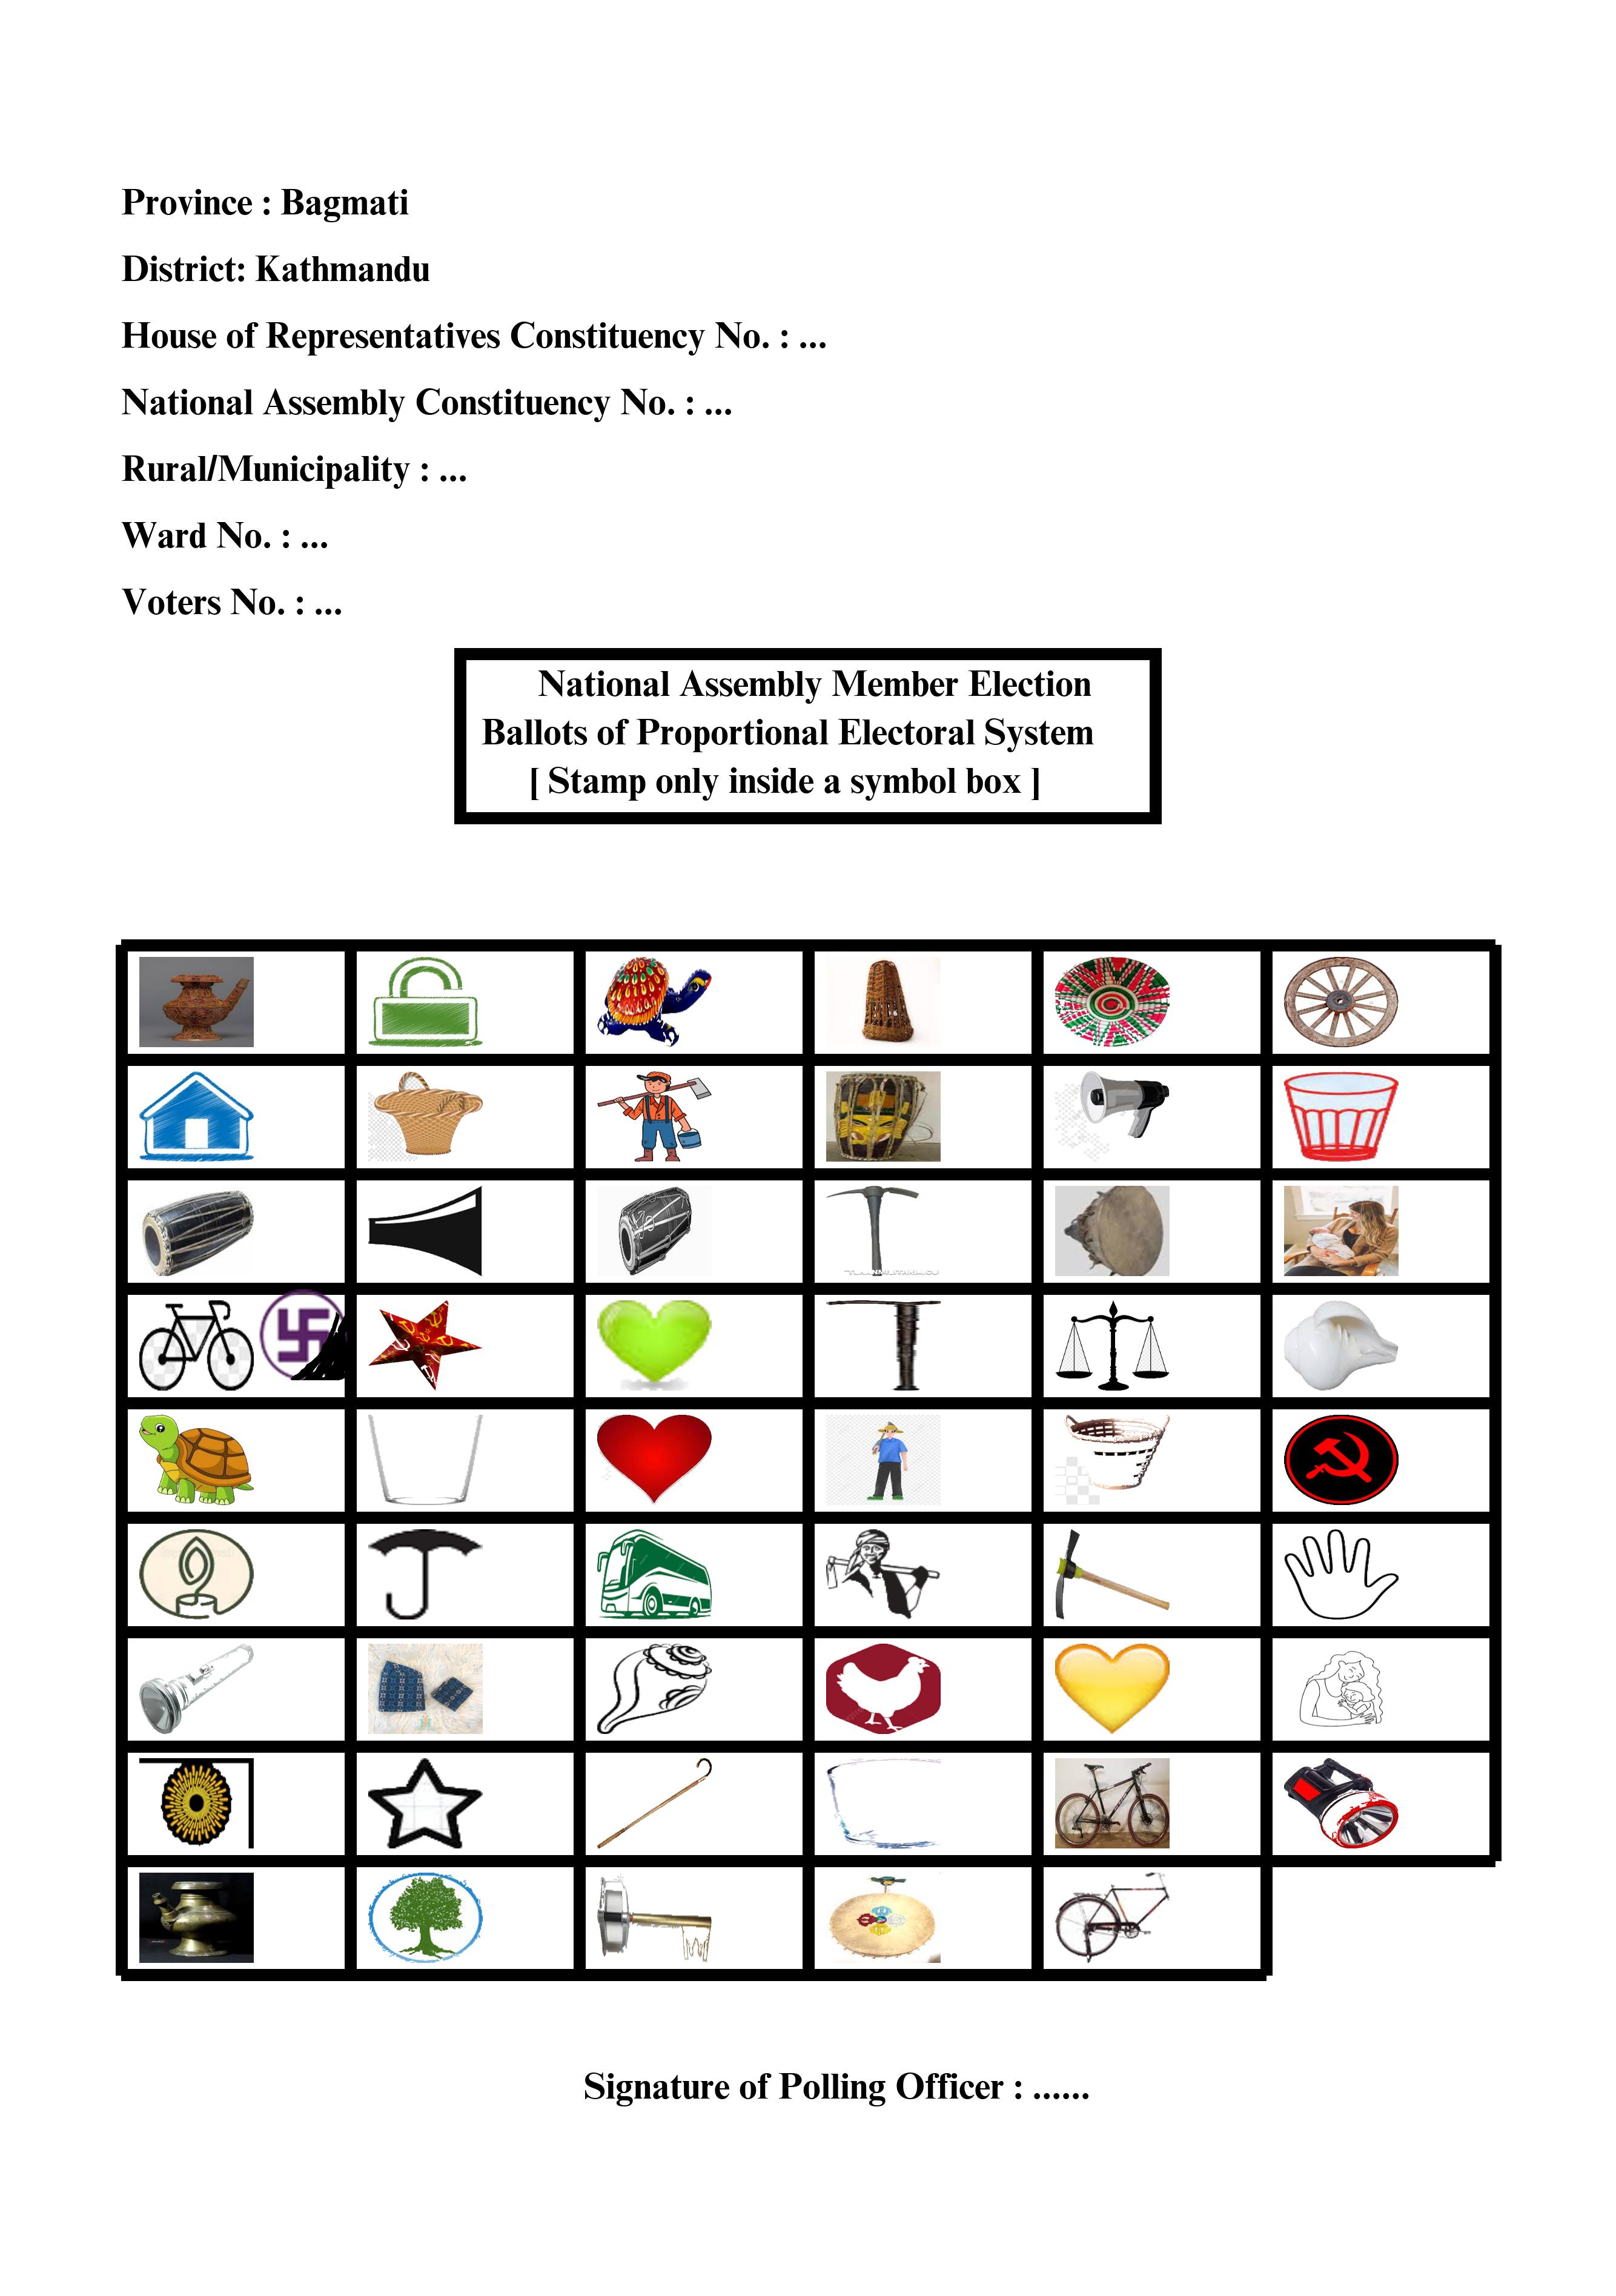 Province : Bagmati
District: Kathmandu
House of Representatives Constituency No. : ...
National Assembly Constituency No. : ...
Rural/Municipality : ...
Ward No. : ...
Voters No. : ...
National Assembly Member Election
Ballots of Proportional Electoral System
[ Stamp only inside a symbol box ]
Signature of Polling Officer : ......